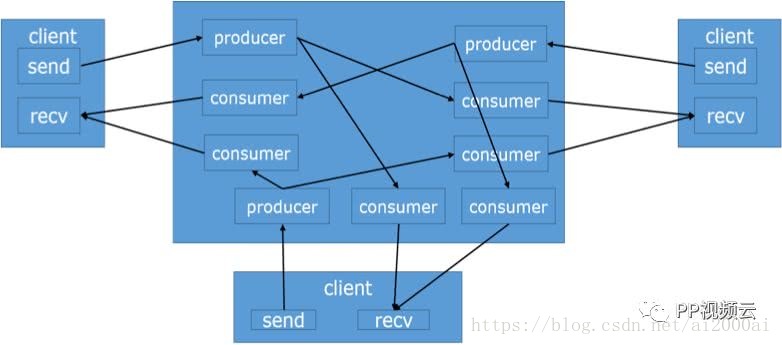 client
send
recv
producer
consumer
consumer
producer
consumer
consumer
producer
consumer
consumer
client
send
recv
client
send
recv
PP视频云
https://blog.csdn.net/ai2000ai